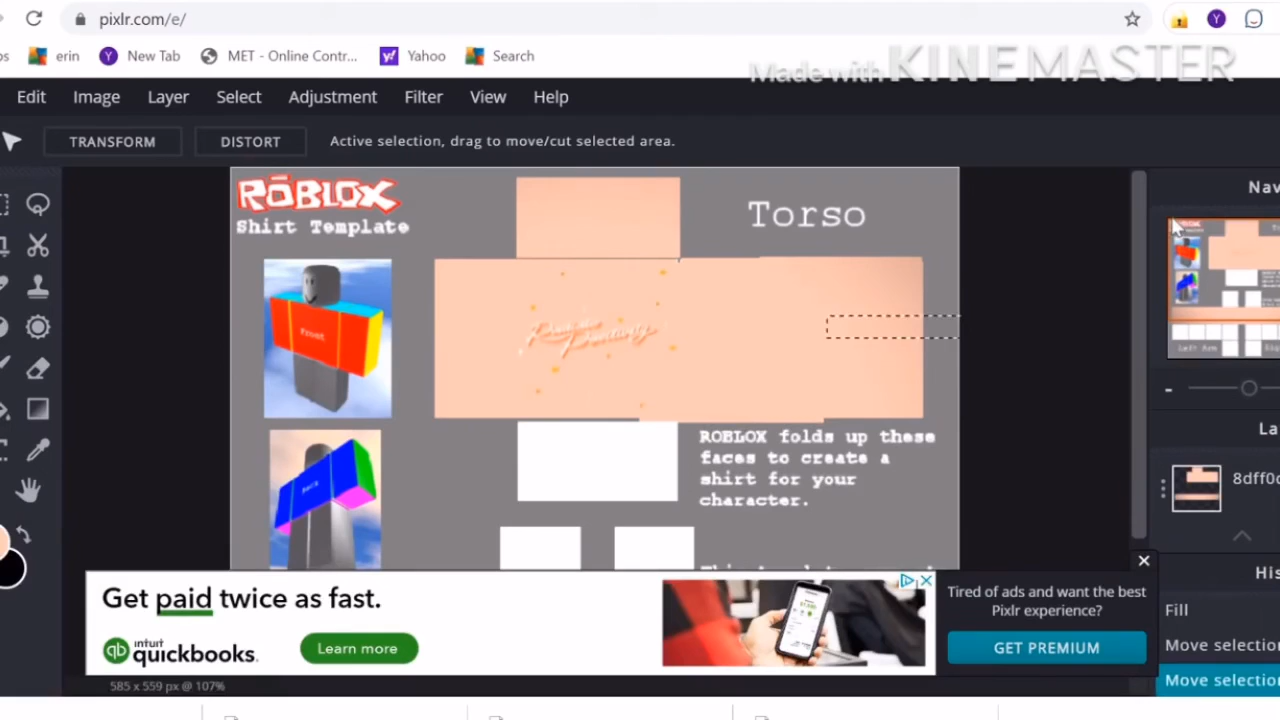 pixlr.com/e/
erin
New Tab
MET - Online Contr...
Yahoo
Search
Made with KINEMASTER
Edit Image Layer Select Adjustment Filter View Help
TRANSFORM DISTORT Active selection, drag to move/cut selected area.
Nav
RŌBLOX
Shirt Template
Torso
Front
ROBLOX folds up these
faces to create a
shirt for your
character.
La
8dff0c
His
Fill
Move selection
Move selection
Get paid twice as fast.
intuit
quickbooks.
Learn more
Tired of ads and want the best
Pixlr experience?
GET PREMIUM
585 x 559 px @ 107%